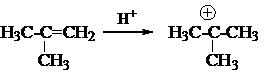 H⁺
⊕
H₃C-C=CH₂ H₃C-C-CH₃
CH₃ CH₃